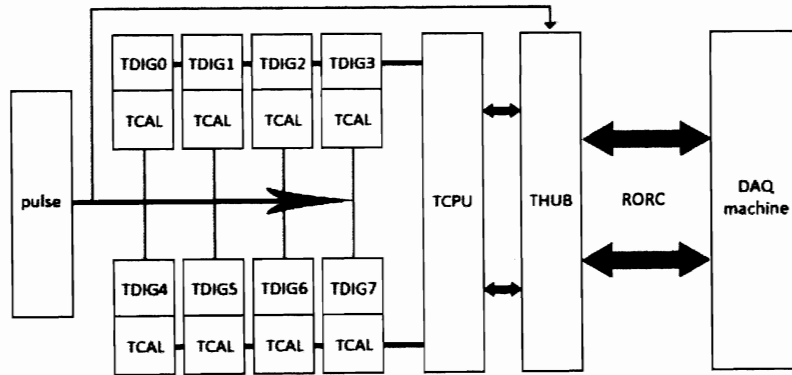 TDIG0 TDIG1 TDIG2 TDIG3
TCAL TCAL TCAL TCAL
pulse TCPU THUB RORC DAQ
machine
TDIG4 TDIG5 TDIG6 TDIG7
TCAL TCAL TCAL TCAL